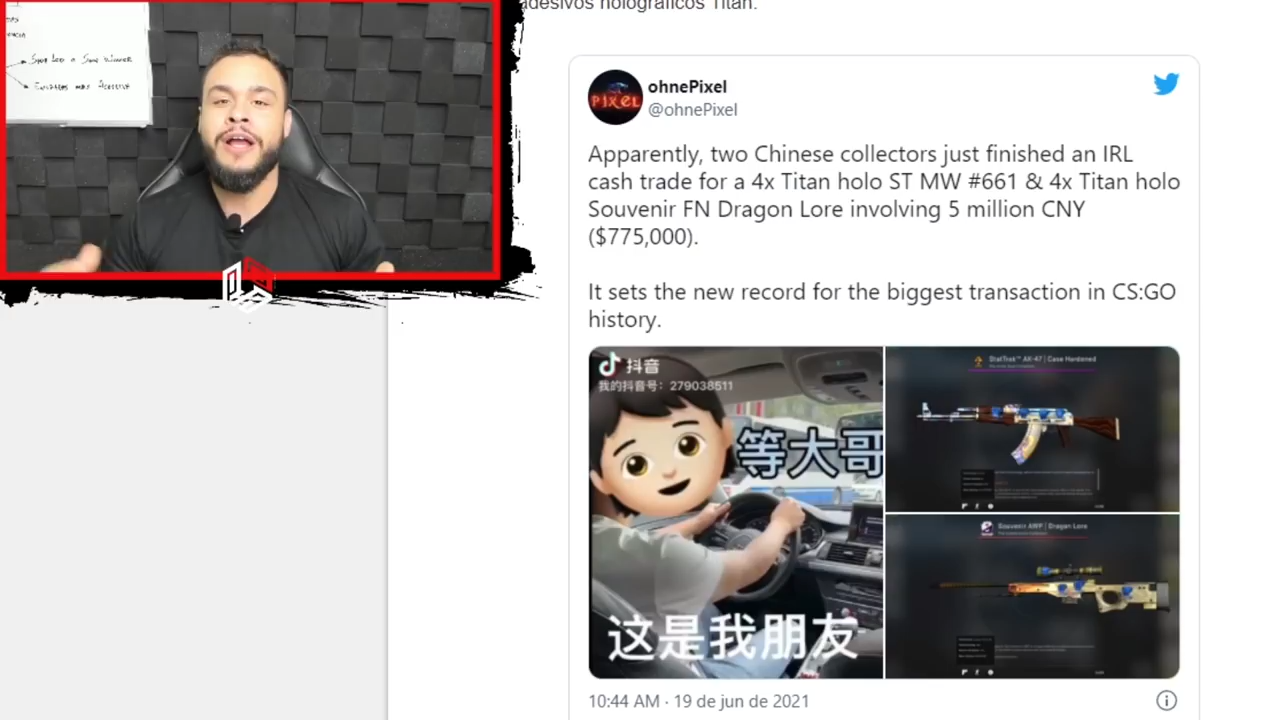 adesivos holográficos Titan.
ohnePixel
@ohnePixel
Apparently, two Chinese collectors just finished an IRL
cash trade for a 4x Titan holo ST MW #661 & 4x Titan holo
Souvenir FN Dragon Lore involving 5 million CNY
($775,000).
It sets the new record for the biggest transaction in CS:GO
history.
PIXEL
抖音
我的抖音号: 279038511
等大哥
这是我朋友
StatTrak™ AK-47 | Case Hardened
Souvenir AWP | Dragon Lore
10:44 AM · 19 de jun de 2021